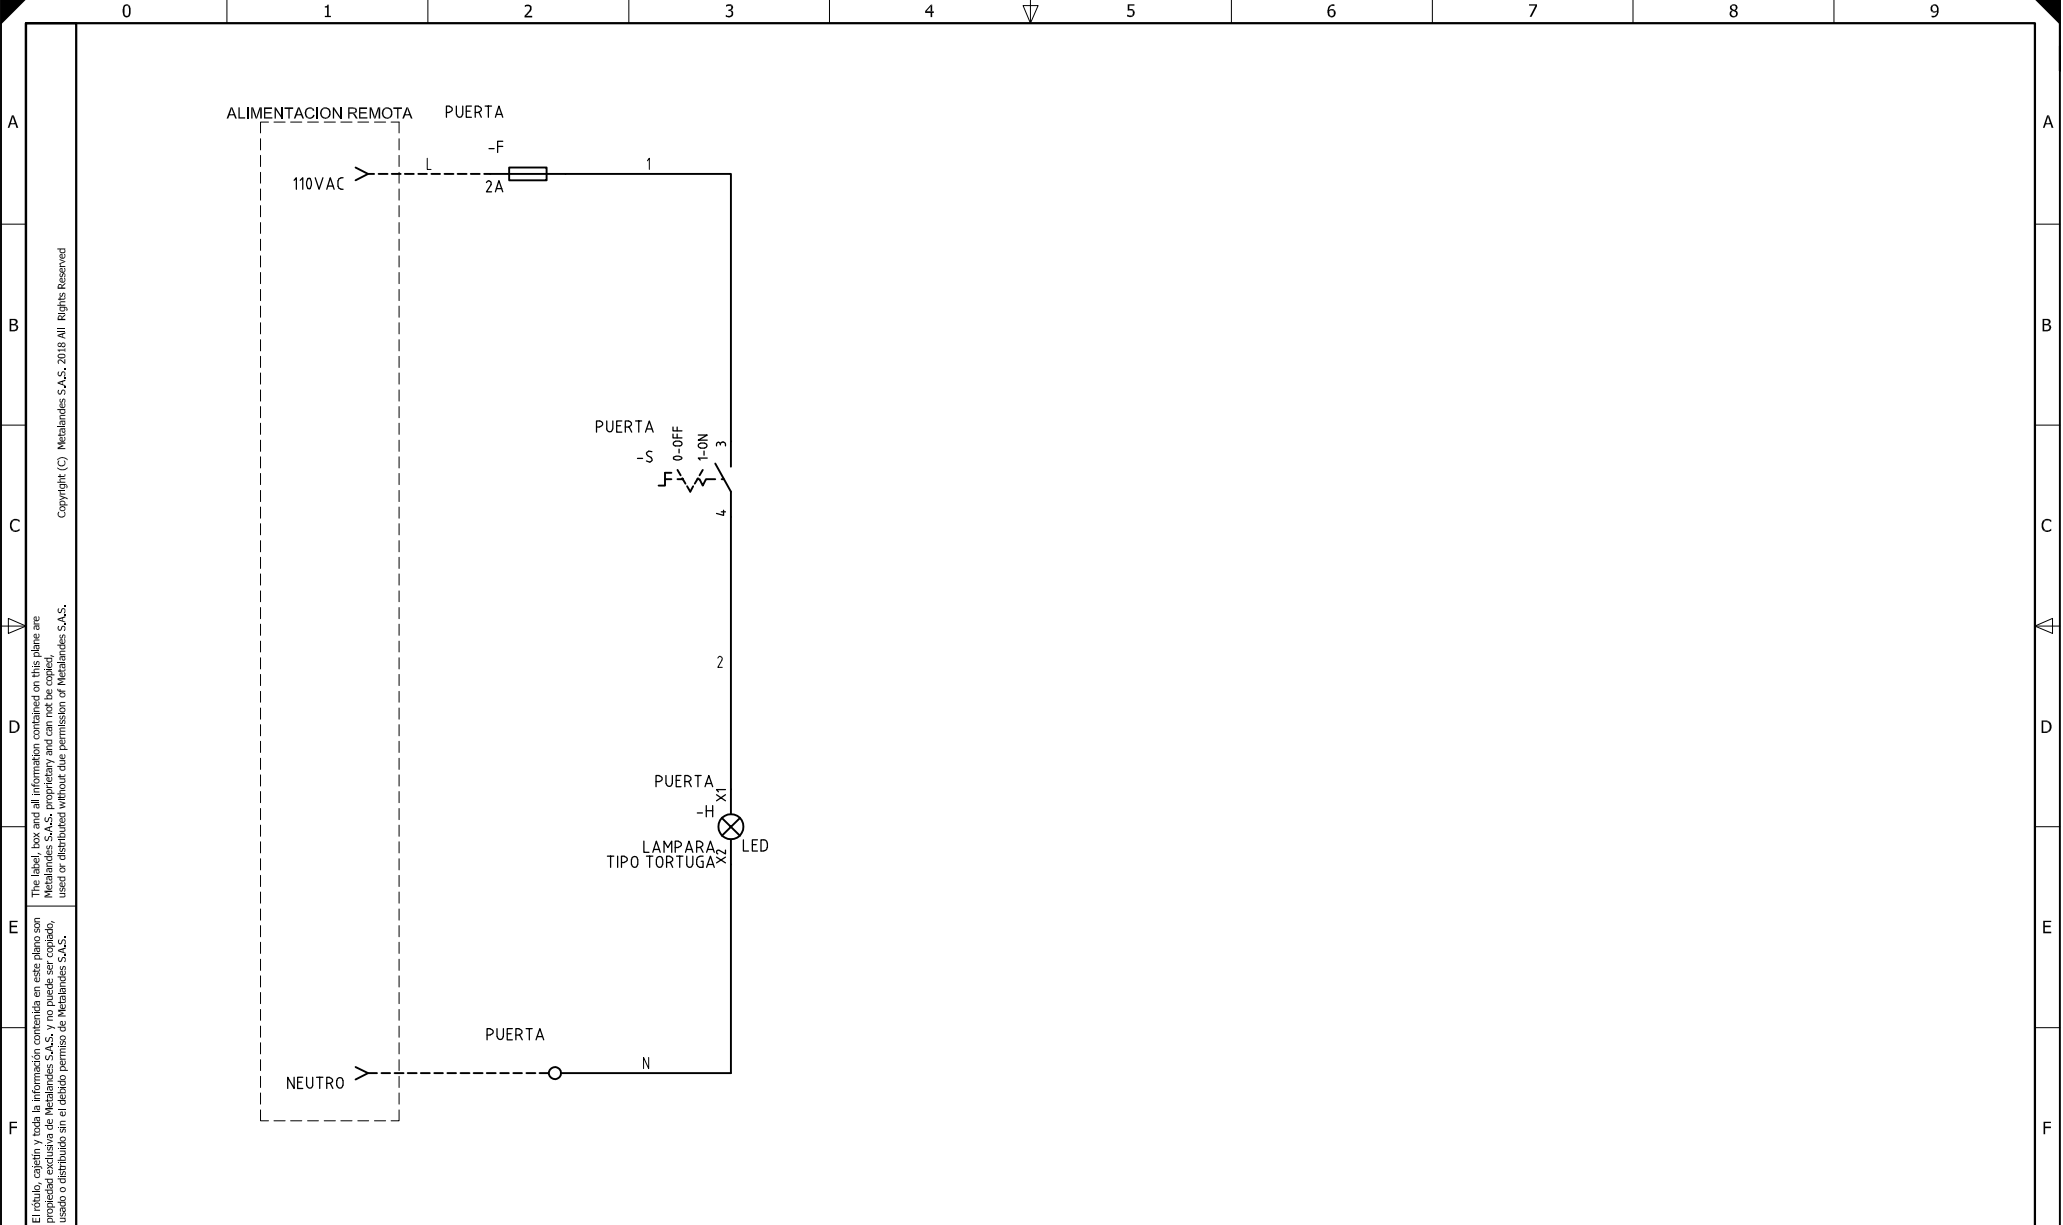 0 1 2 3 4 5 6 7 8 9
A A
B B
C C
D D
E E
F F
ALIMENTACION REMOTA
PUERTA
-F
110VAC
L
2A
1
PUERTA
-S
0-OFF
1-ON
3
4
2
PUERTA
X1
-H
LAMPARA
TIPO TORTUGA
X2
LED
PUERTA
NEUTRO
N
Copyright (C) Metalandes S.A.S. 2018 All Rights Reserved
The label, box and all information contained on this plane are
Metalandes S.A.S. proprietary and can not be copied,
used or distributed without due permission of Metalandes S.A.S.
El rótulo, cajetín y toda la información contenida en este plano son
propiedad exclusiva de Metalandes S.A.S. y no puede ser copiado,
usado o distribuido sin el debido permiso de Metalandes S.A.S.